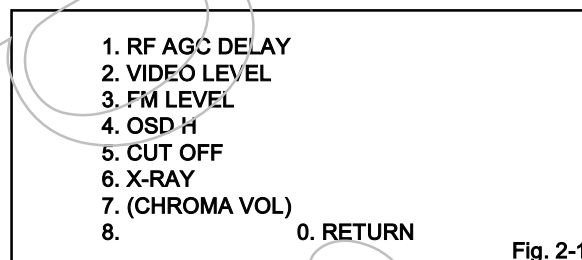 1. RF AGC DELAY
2. VIDEO LEVEL
3. FM LEVEL
4. OSD H
5. CUT OFF
6. X-RAY
7. (CHROMA VOL)
8. 0. RETURN
Fig. 2-1